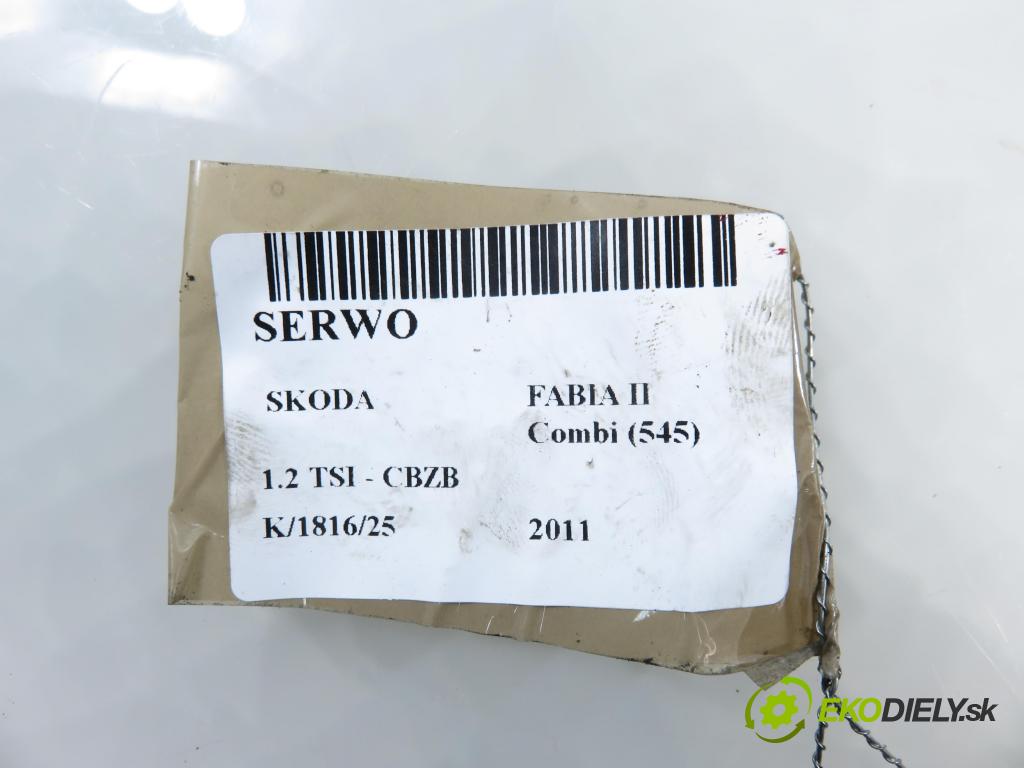 SERWO
SKODA FABIA II
Combi (545)
1.2 TSI - CBZB
K/1816/25 2011
EKODIELY.sk